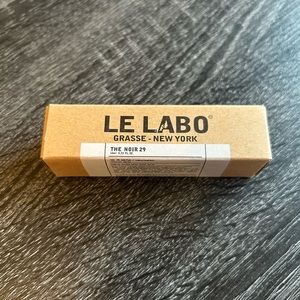 LE LABO®
GRASSE - NEW YORK
THE NOIR 29